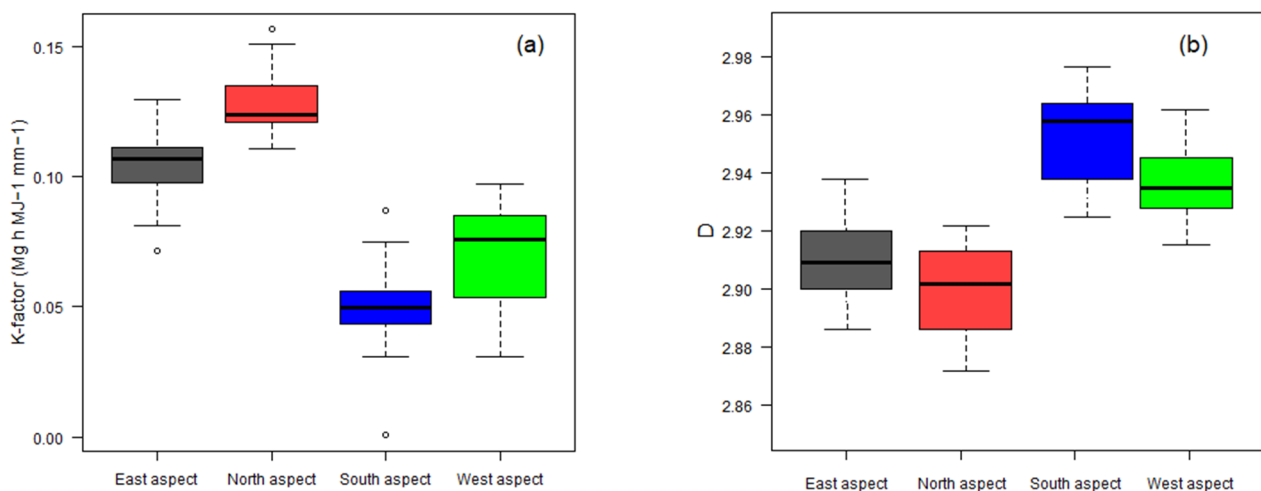 (a)
0.15
0.10
0.05
0.00
K-factor (Mg h MJ−1 mm−1)
East aspect North aspect South aspect West aspect
(b)
2.98
2.96
2.94
2.92
2.90
2.88
2.86
D
East aspect North aspect South aspect West aspect